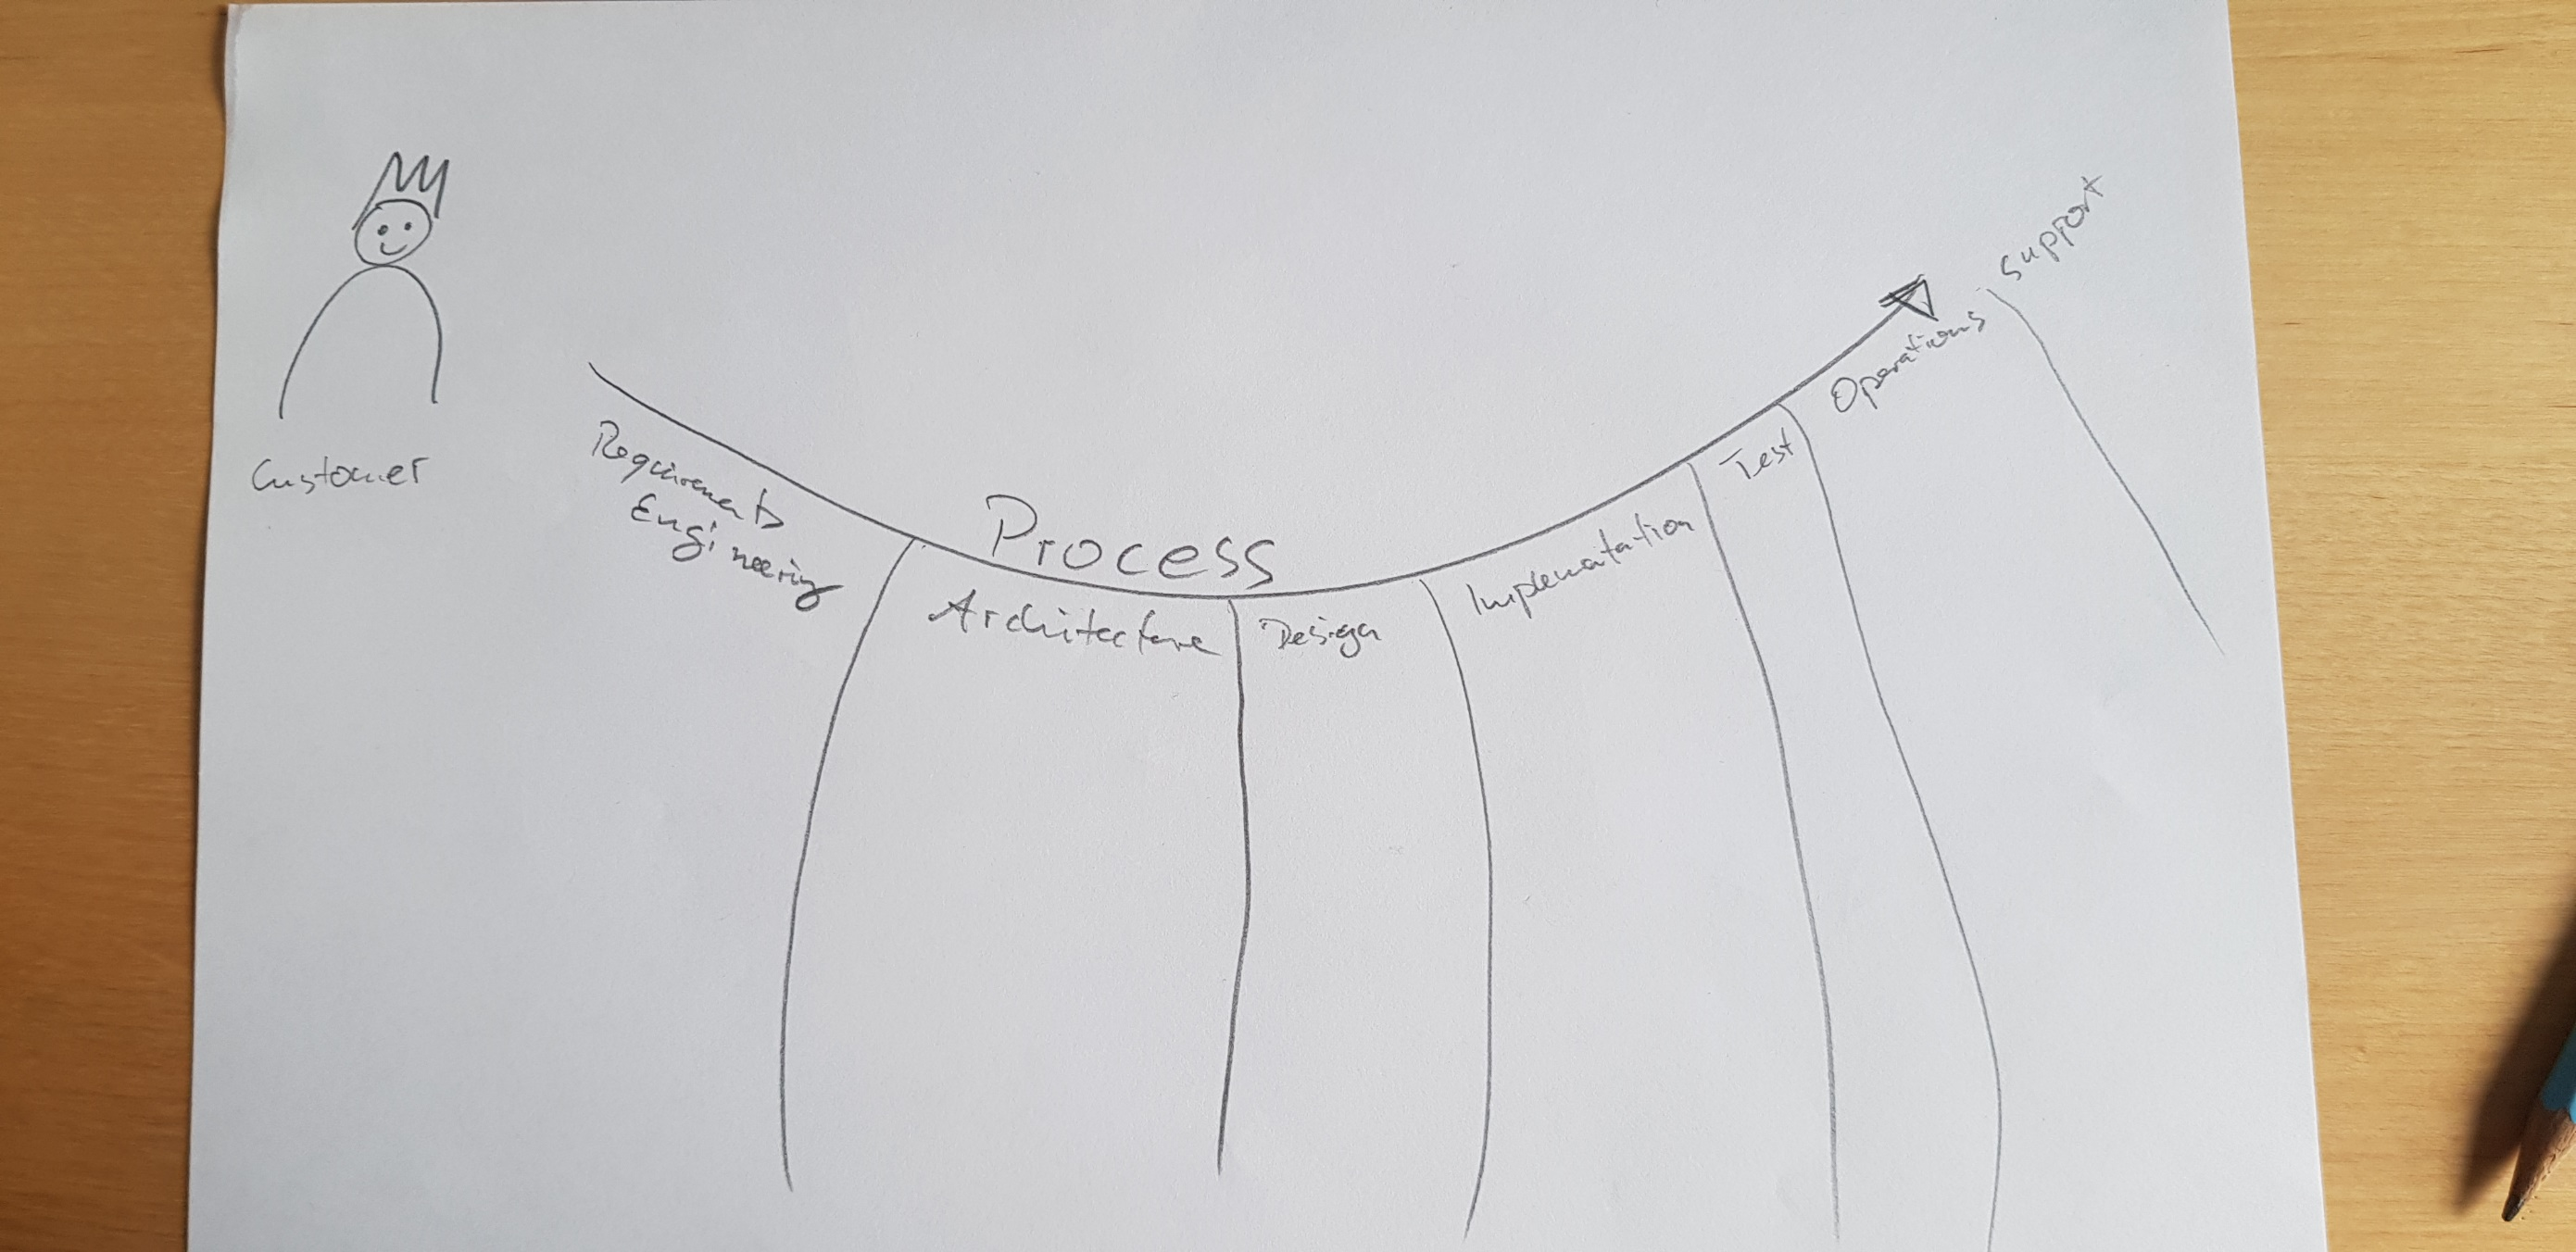 Customer
Process
Requirements
Engineering
Architecture
Design
Implementation
Test
Operations
Support